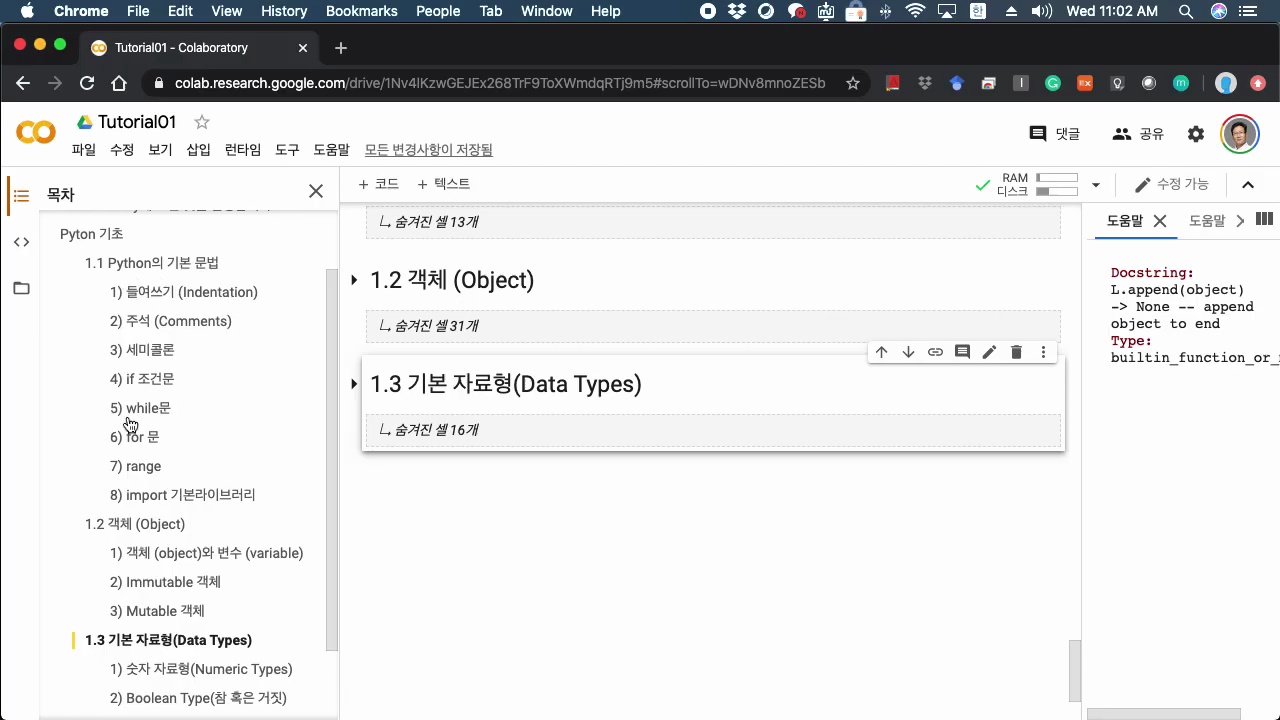 Chrome File Edit View History Bookmarks People Tab Window Help 한 Wed 11:02 AM
Tutorial01 - Colaboratory
colab.research.google.com/drive/1Nv4lKzwGEJEx268TrF9ToXWmdqRTj9m5#scrollTo=wDNv8mnoZESb
Tutorial01
댓글 공유
파일 수정 보기 삽입 런타임 도구 도움말 모든 변경사항이 저장됨
목차
+ 코드 + 텍스트
RAM
디스크
수정 가능
Pyton 기초
1.1 Python의 기본 문법
1) 들여쓰기 (Indentation)
2) 주석 (Comments)
3) 세미콜론
4) if 조건문
5) while문
6) for 문
7) range
8) import 기본라이브러리
1.2 객체 (Object)
1) 객체 (object)와 변수 (variable)
2) Immutable 객체
3) Mutable 객체
1.3 기본 자료형(Data Types)
1) 숫자 자료형(Numeric Types)
2) Boolean Type(참 혹은 거짓)
숨겨진 셀 13개
1.2 객체 (Object)
숨겨진 셀 31개
1.3 기본 자료형(Data Types)
숨겨진 셀 16개
도움말 도움말
Docstring:
L.append(object)
-> None -- append
object to end
Type:
builtin_function_or_